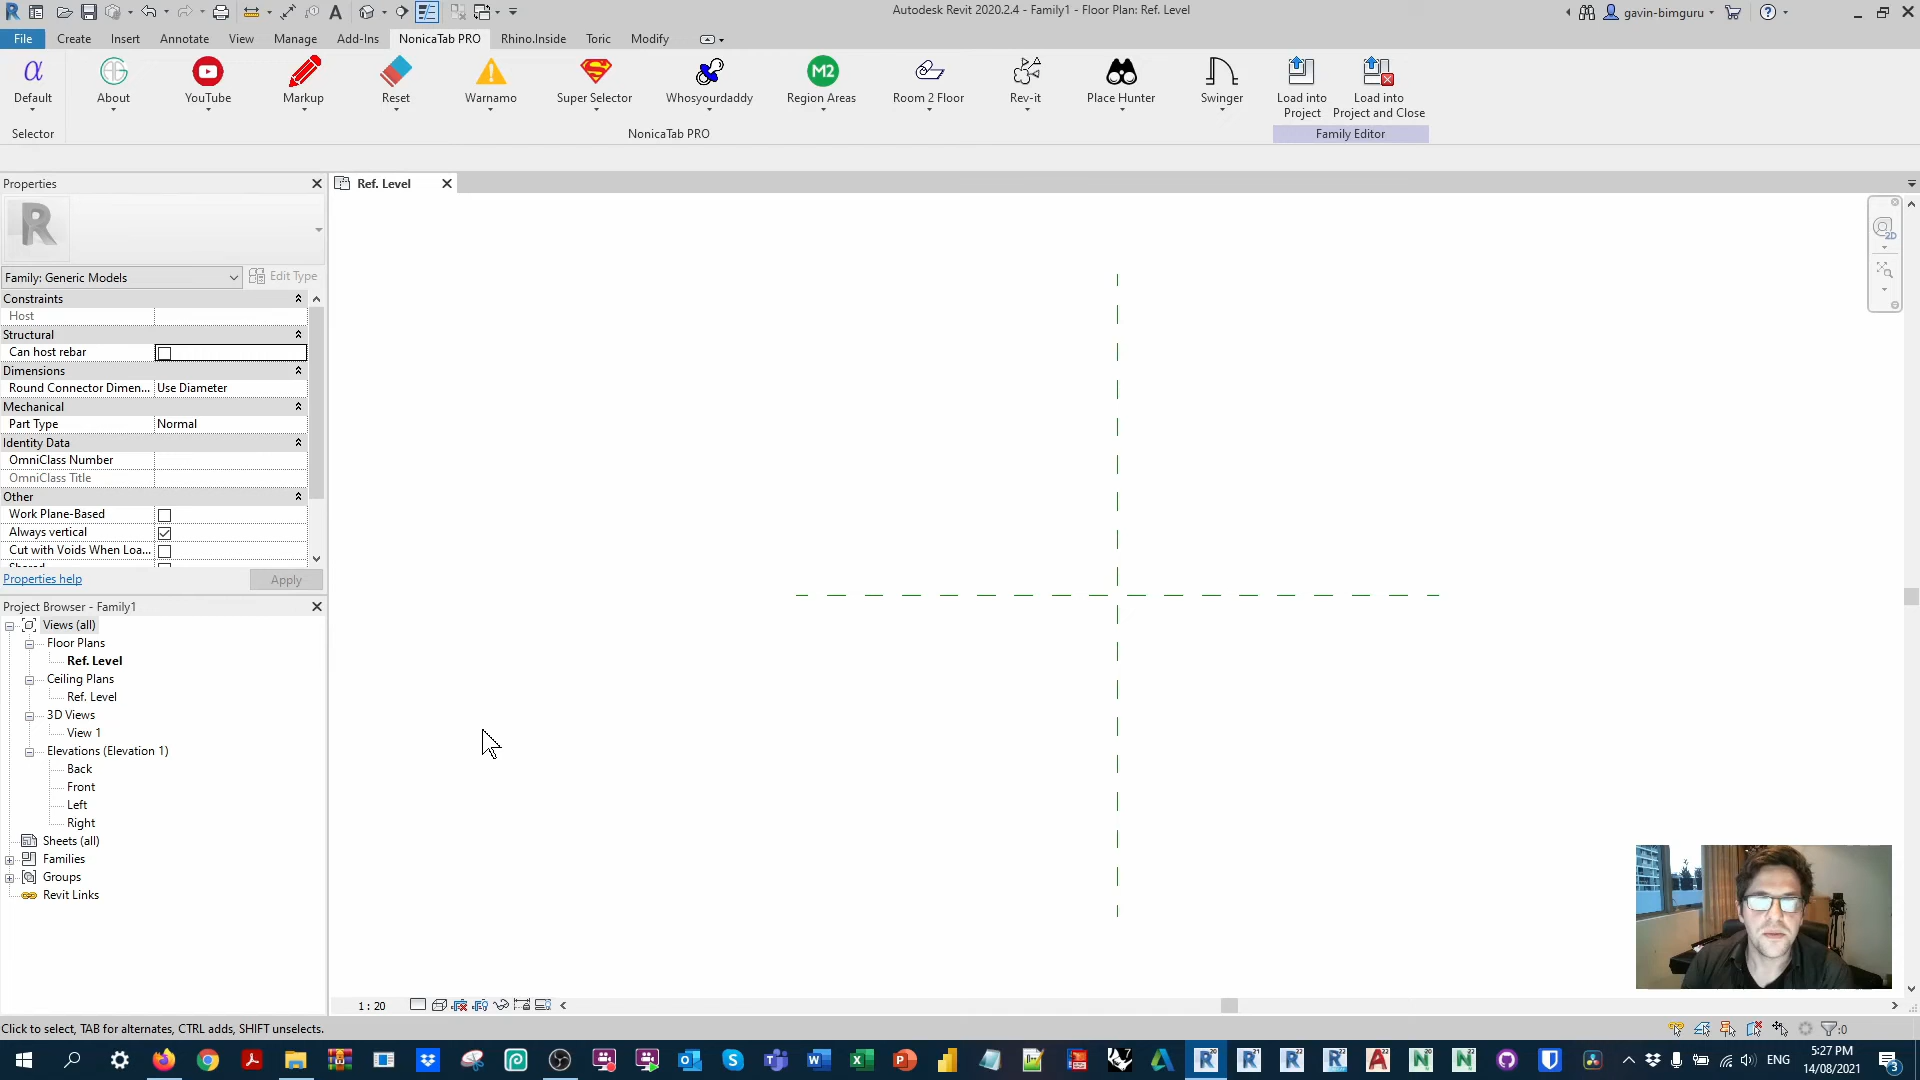 Autodesk Revit 2020.2.4 - Family1 - Floor Plan: Ref. Level
gavin-bimguru
File Create Insert Annotate View Manage Add-Ins NonicaTab PRO Rhino.Inside Toric Modify
Default About YouTube Markup Reset Warnamo Super Selector Whosyourdaddy Region Areas Room 2 Floor Rev-it Place Hunter Swinger Load into Project Load into Project and Close
M2
Selector NonicaTab PRO Family Editor
Properties
Ref. Level
2D
Family: Generic Models Edit Type
Constraints
Host
Structural
Can host rebar
Dimensions
Round Connector Dimen... Use Diameter
Mechanical
Part Type Normal
Identity Data
OmniClass Number
OmniClass Title
Other
Work Plane-Based
Always vertical
Cut with Voids When Loa...
Shared
Properties help Apply
Project Browser - Family1
Views (all)
Floor Plans
Ref. Level
Ceiling Plans
Ref. Level
3D Views
View 1
Elevations (Elevation 1)
Back
Front
Left
Right
Sheets (all)
Families
Groups
Revit Links
1 : 20
Click to select, TAB for alternates, CTRL adds, SHIFT unselects.
:0
ENG
5:27 PM
14/08/2021
3